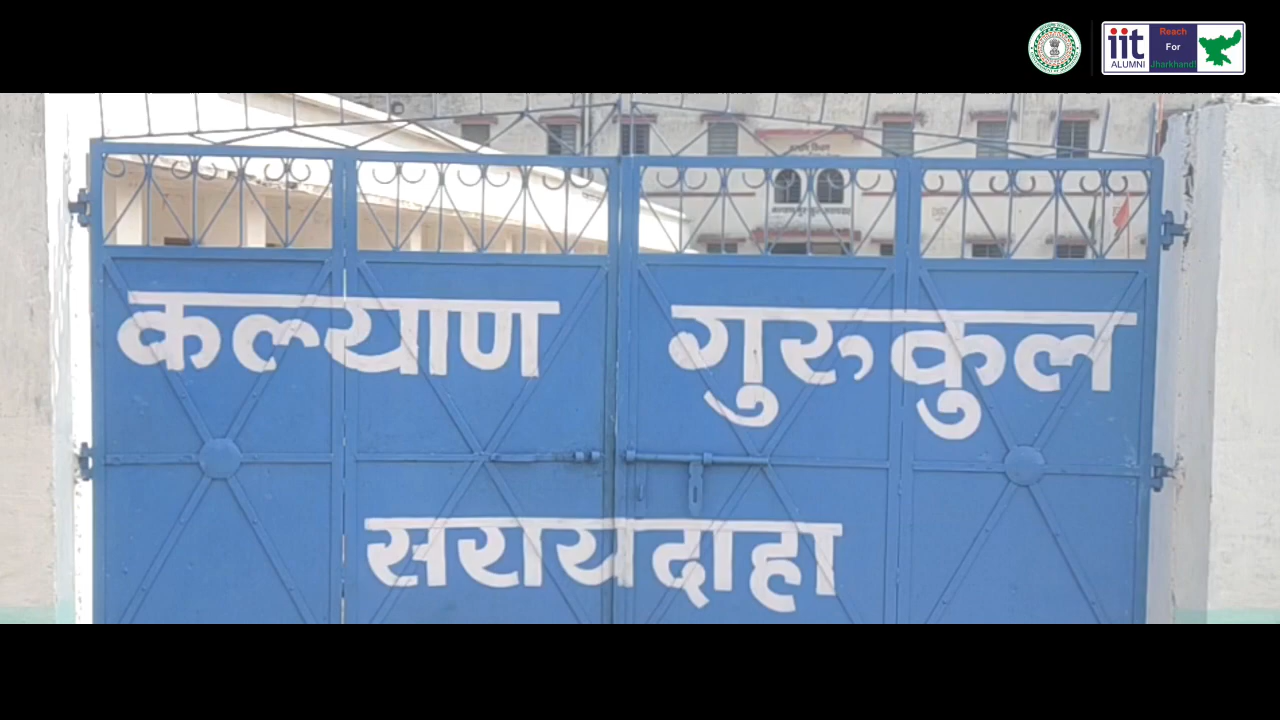 iit
ALUMNI
Reach
For
Jharkhand!
कल्याण गुरुकुल
सरायदाहा